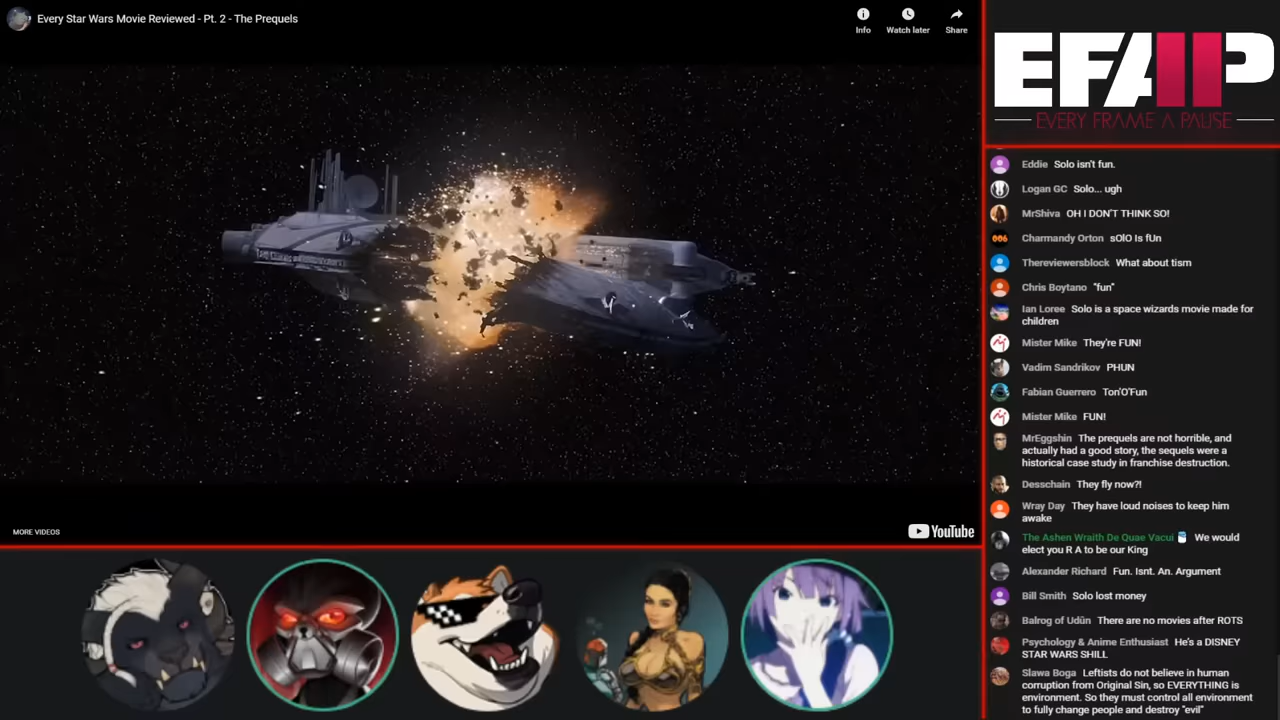 Every Star Wars Movie Reviewed - Pt. 2 - The Prequels
Info
Watch later
Share
MORE VIDEOS
YouTube
EFAP
EVERY FRAME A PAUSE
Eddie Solo isn't fun.
Logan GC Solo... ugh
MrShiva OH I DON'T THINK SO!
Charmandy Orton sOlO Is fUn
Thereviewersblock What about tism
Chris Boytano "fun"
Ian Loree Solo is a space wizards movie made for
children
Mister Mike They're FUN!
Vadim Sandrikov PHUN
Fabian Guerrero Ton'O'Fun
Mister Mike FUN!
MrEggshin The prequels are not horrible, and
actually had a good story, the sequels were a
historical case study in franchise destruction.
Desschain They fly now?!
Wray Day They have loud noises to keep him
awake
The Ashen Wraith De Quae Vacui We would
elect you R A to be our King
Alexander Richard Fun. Isnt. An. Argument
Bill Smith Solo lost money
Balrog of Udûn There are no movies after ROTS
Psychology & Anime Enthusiast He's a DISNEY
STAR WARS SHILL
Slawa Boga Leftists do not believe in human
corruption from Original Sin, so EVERYTHING is
environment. So they must control all environment
to fully change people and destroy "evil"